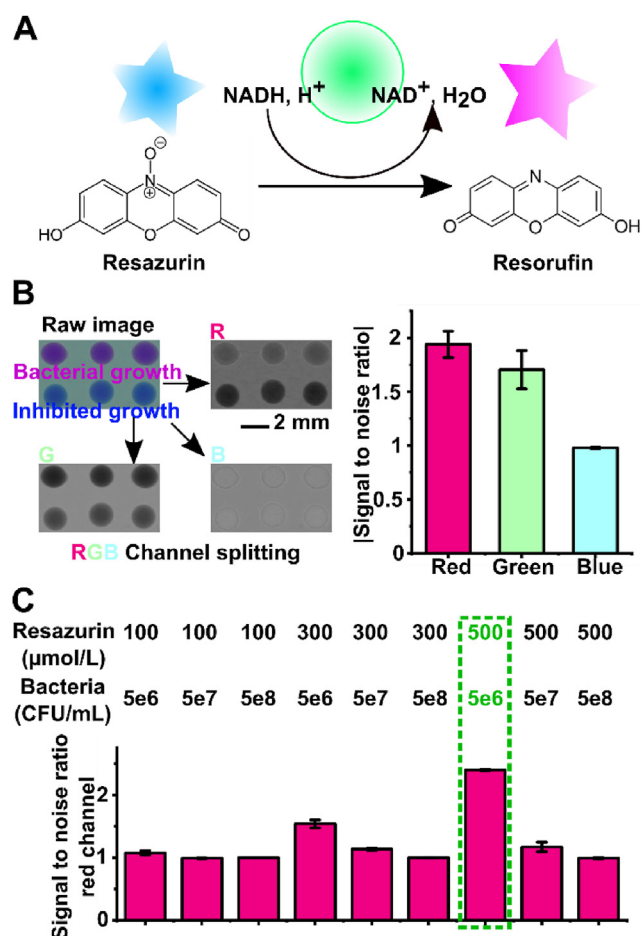 A
NADH, H+ NAD+, H2O
O ⊖
N ⊕
HO O O
Resazurin
N
O O OH
Resorufin
B
Raw image
Bacterial growth
Inhibited growth
R
2 mm
G
B
RGB Channel splitting
|Signal to noise ratio|
2
1.5
1
0.5
0
Red Green Blue
C
Resazurin 100 100 100 300 300 300 500 500 500
(µmol/L)
Bacteria 5e6 5e7 5e8 5e6 5e7 5e8 5e6 5e7 5e8
(CFU/mL)
Signal to noise ratio
red channel
2
1
0